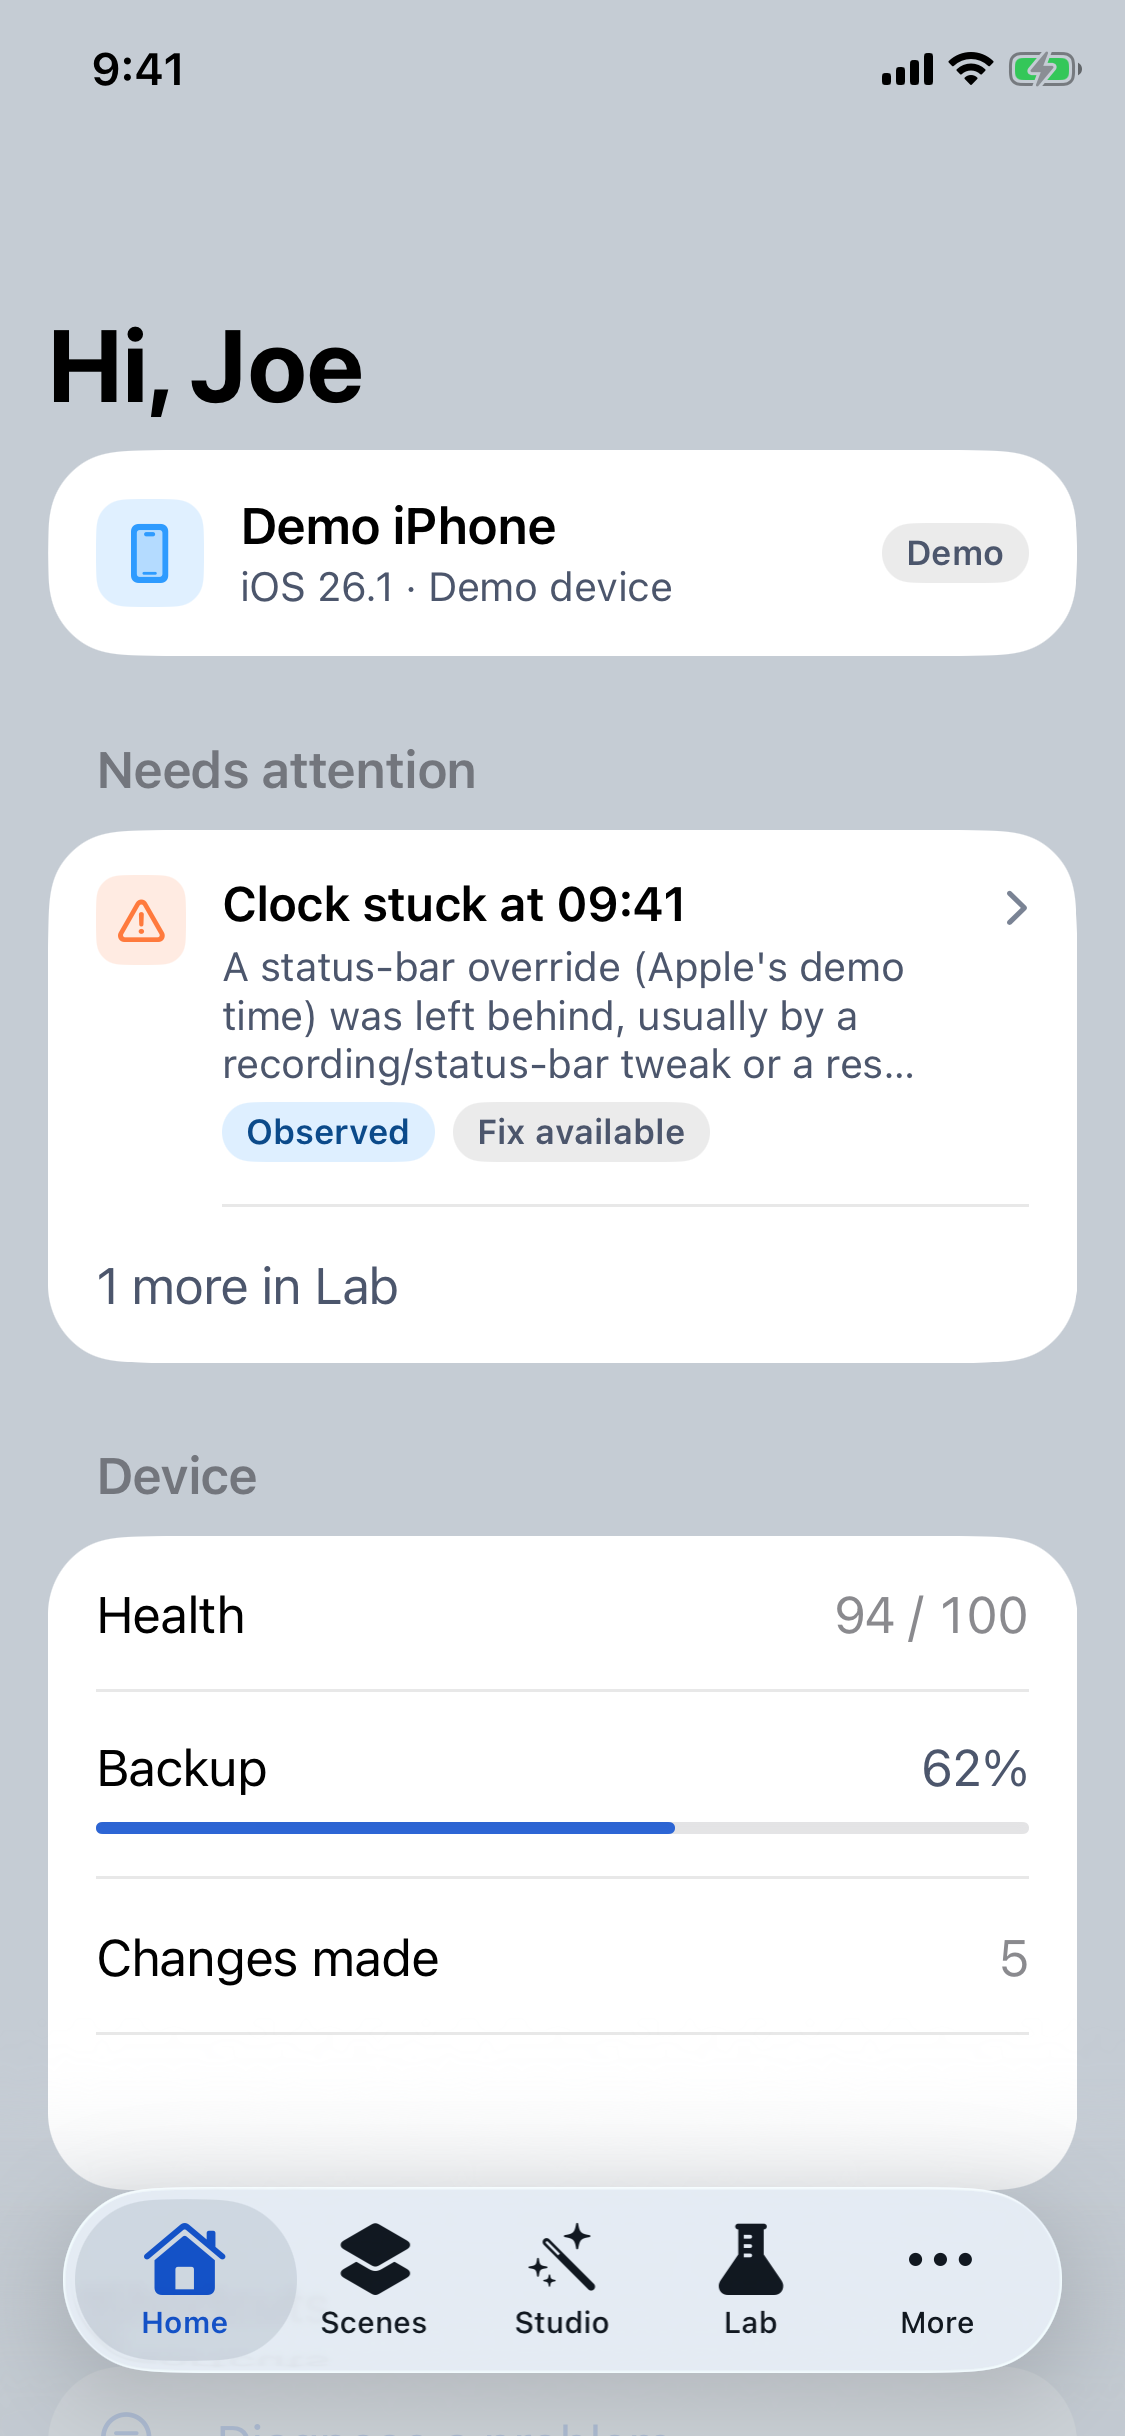 9:41
Hi, Joe
Demo iPhone
iOS 26.1 · Demo device
Demo
Needs attention
Clock stuck at 09:41
A status-bar override (Apple's demo
time) was left behind, usually by a
recording/status-bar tweak or a res...
Observed
Fix available
1 more in Lab
Device
Health
94 / 100
Backup
62%
Changes made
5
Home
Scenes
Studio
Lab
More
Diagnose a problem